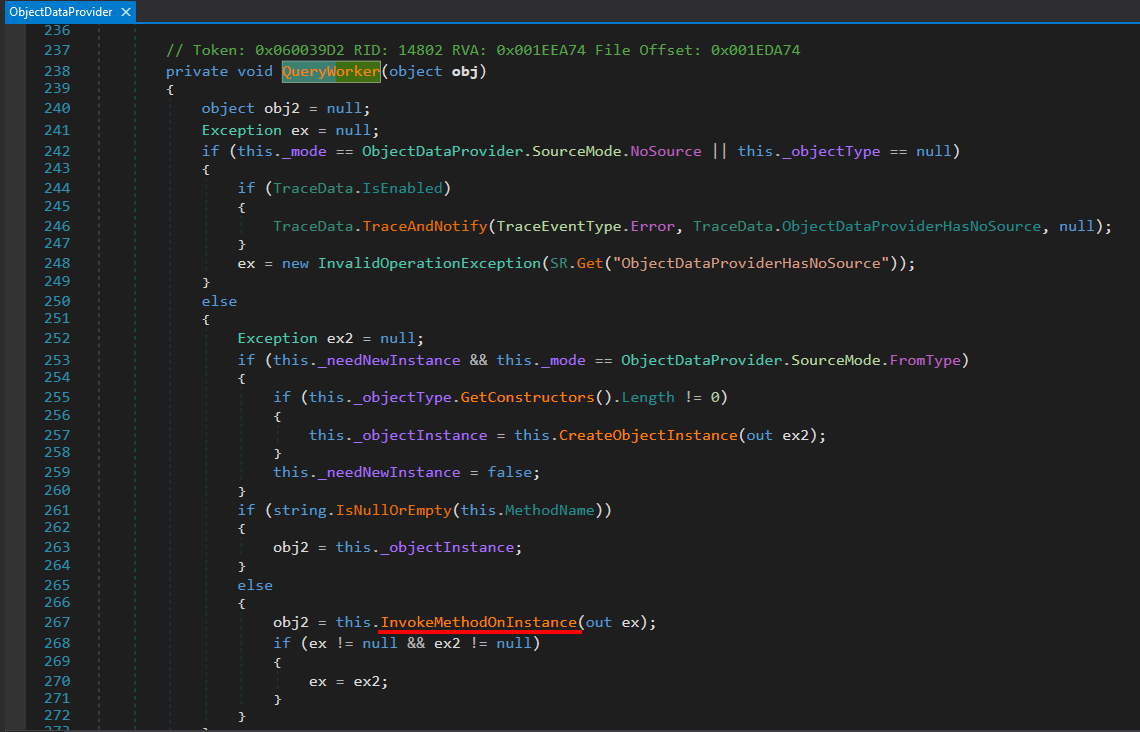 ObjectDataProvider ×
236
237 // Token: 0x060039D2 RID: 14802 RVA: 0x001EEA74 File Offset: 0x001EDA74
238 private void QueryWorker(object obj)
239 {
240 object obj2 = null;
241 Exception ex = null;
242 if (this._mode == ObjectDataProvider.SourceMode.NoSource || this._objectType == null)
243 {
244 if (TraceData.IsEnabled)
245 {
246 TraceData.TraceAndNotify(TraceEventType.Error, TraceData.ObjectDataProviderHasNoSource, null);
247 }
248 ex = new InvalidOperationException(SR.Get("ObjectDataProviderHasNoSource"));
249 }
250 else
251 {
252 Exception ex2 = null;
253 if (this._needNewInstance && this._mode == ObjectDataProvider.SourceMode.FromType)
254 {
255 if (this._objectType.GetConstructors().Length != 0)
256 {
257 this._objectInstance = this.CreateObjectInstance(out ex2);
258 }
259 this._needNewInstance = false;
260 }
261 if (string.IsNullOrEmpty(this.MethodName))
262 {
263 obj2 = this._objectInstance;
264 }
265 else
266 {
267 obj2 = this.InvokeMethodOnInstance(out ex);
268 if (ex != null && ex2 != null)
269 {
270 ex = ex2;
271 }
272 }